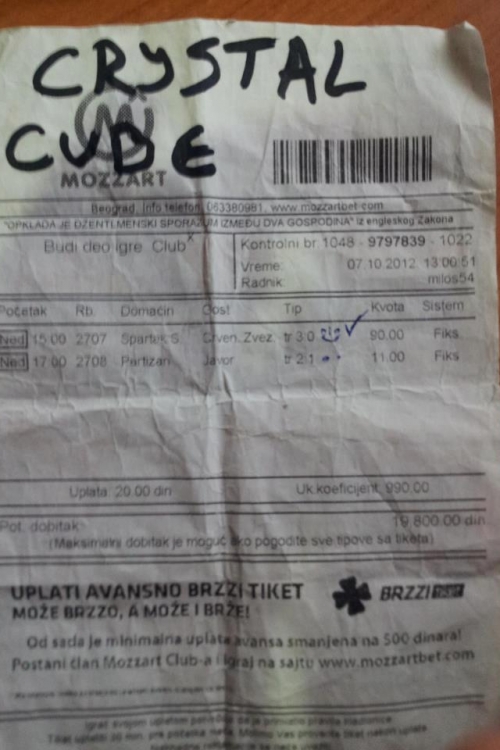 CRYSTAL
CUBE
MOZZART
Beograd, Info telefon 063380981, www.mozzartbet.com
"OPKLADA JE DŽENTLMENSKI SPORAZUM IZMEĐU DVA GOSPODINA" iz engleskog Zakona
Budi deo igre Club
Kontrolni br. 1048 - 9797839 - 1022
Vreme: 07.10.2012 13:00:51
Radnik: milos54
Početak Rb. Domaćin Gost Tip Kvota Sistem
Ned 15:00 2707 Spartak S. Crven. Zvez. tr 3:0 90.00 Fiks
Ned 17:00 2708 Partizan Javor tr 2:1 11.00 Fiks
Uplata: 20.00 din Uk.koeficijent: 990.00
Pot. dobitak: 19,800.00 din
(Maksimalni dobitak je moguć ako pogodite sve tipove sa tiketa)
UPLATI AVANSNO BRZZI TIKET
MOŽE BRZZO, A MOŽE I BRŽE!
BRZZI
Od sada je minimalna uplata avansa smanjena na 500 dinara!
Postani član Mozzart Club-a i igraj na sajtu www.mozzartbet.com